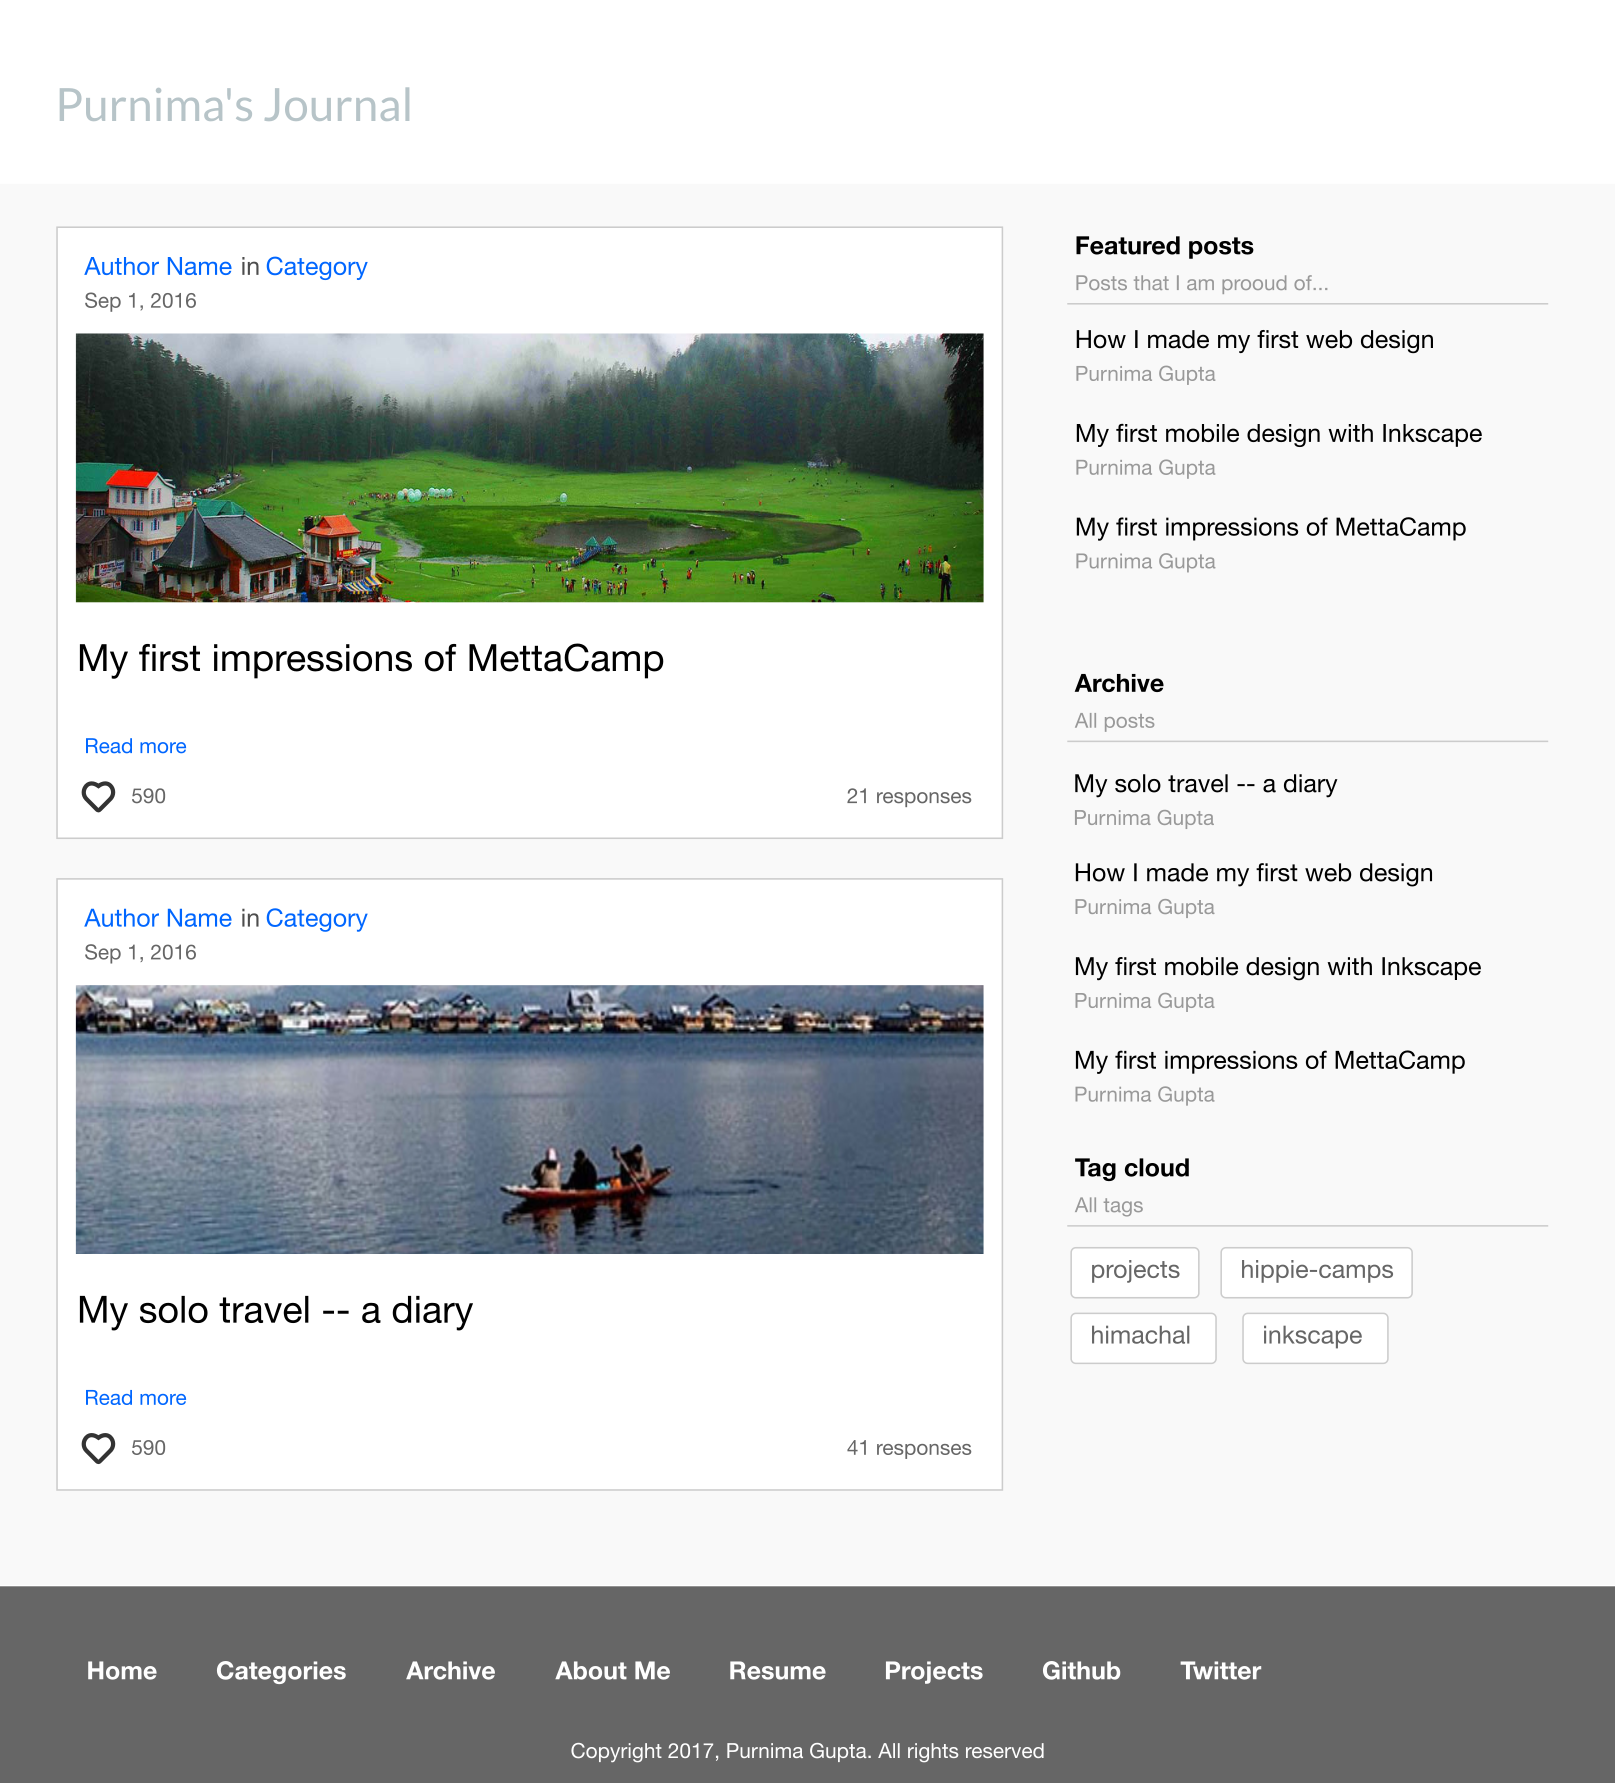 Purnima's Journal
Author Name in Category
Sep 1, 2016
My first impressions of MettaCamp
Read more
590
21 responses
Author Name in Category
Sep 1, 2016
My solo travel -- a diary
Read more
590
41 responses
Featured posts
Posts that I am prooud of...
How I made my first web design
Purnima Gupta
My first mobile design with Inkscape
Purnima Gupta
My first impressions of MettaCamp
Purnima Gupta
Archive
All posts
My solo travel -- a diary
Purnima Gupta
How I made my first web design
Purnima Gupta
My first mobile design with Inkscape
Purnima Gupta
My first impressions of MettaCamp
Purnima Gupta
Tag cloud
All tags
projects hippie-camps
himachal inkscape
Home Categories Archive About Me Resume Projects Github Twitter
Copyright 2017, Purnima Gupta. All rights reserved